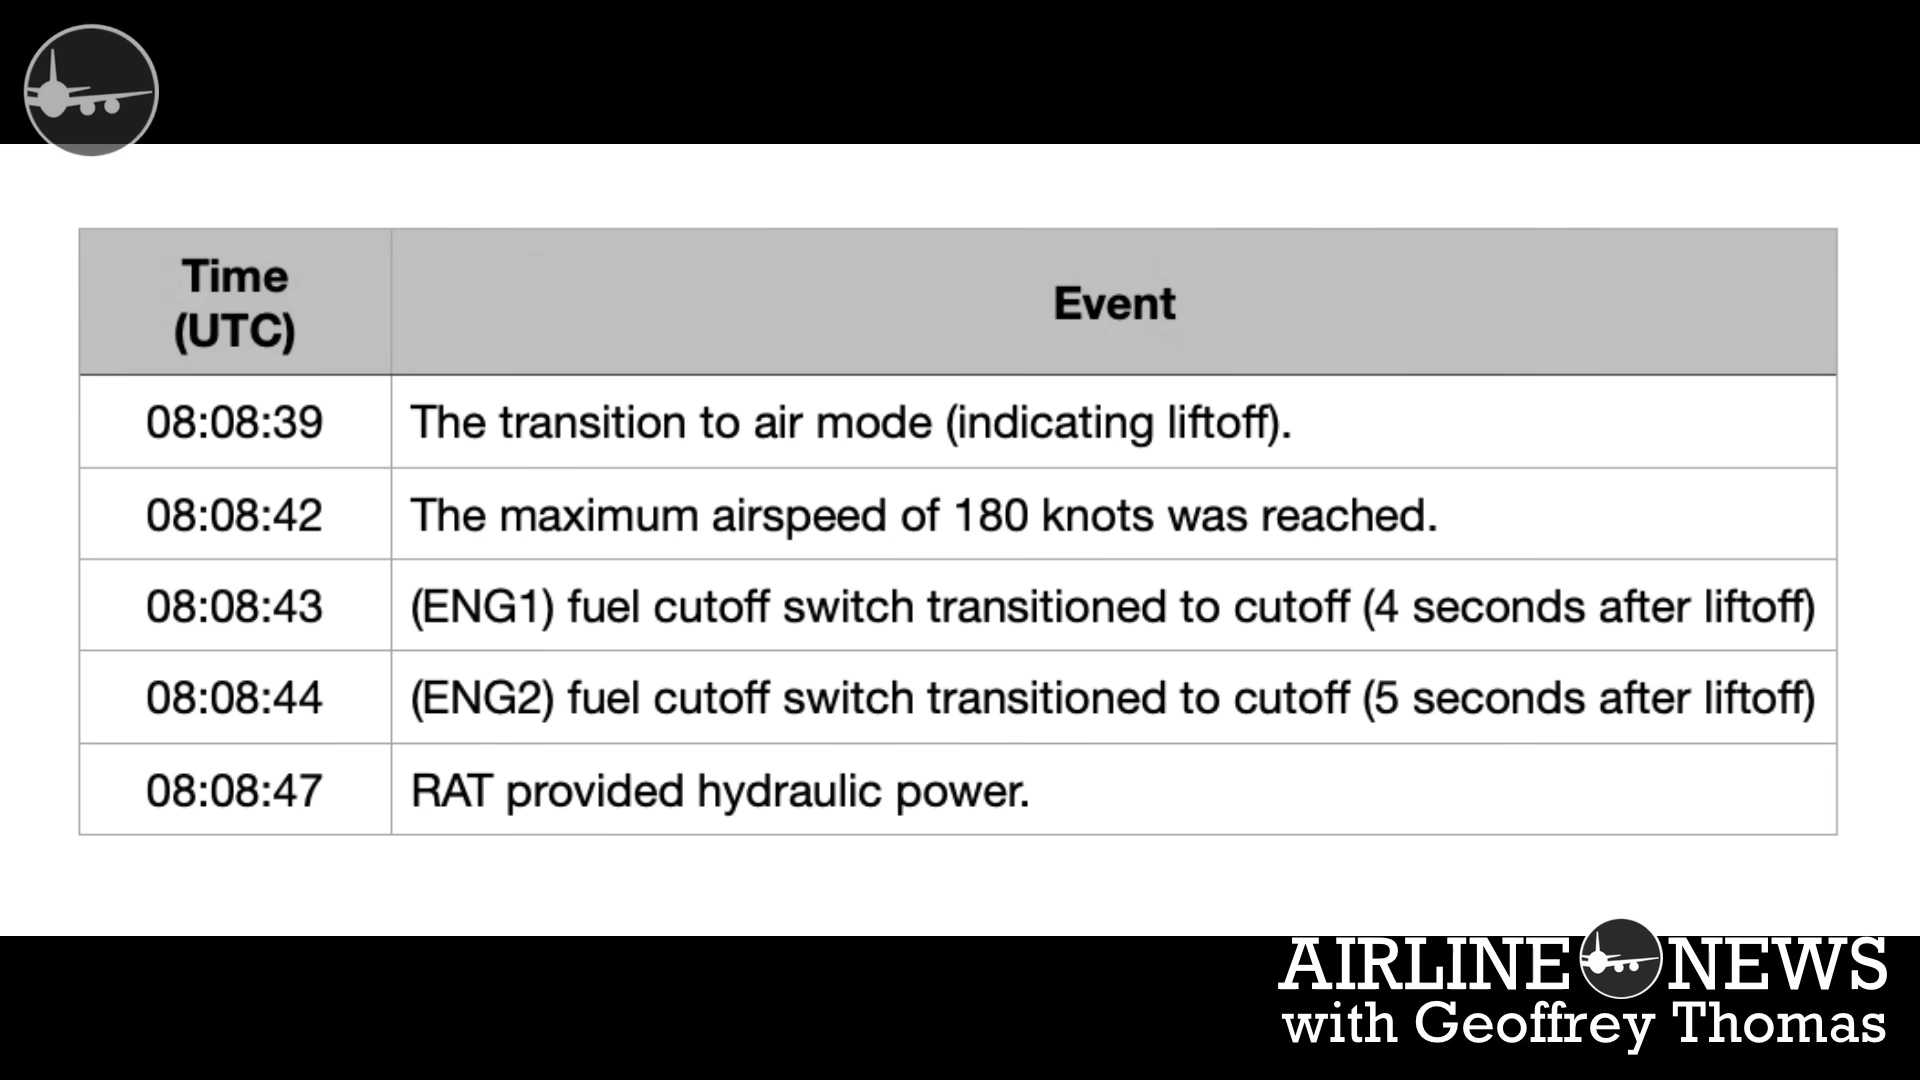 Time
(UTC)
Event
08:08:39 The transition to air mode (indicating liftoff).
08:08:42 The maximum airspeed of 180 knots was reached.
08:08:43 (ENG1) fuel cutoff switch transitioned to cutoff (4 seconds after liftoff)
08:08:44 (ENG2) fuel cutoff switch transitioned to cutoff (5 seconds after liftoff)
08:08:47 RAT provided hydraulic power.
AIRLINE NEWS
with Geoffrey Thomas